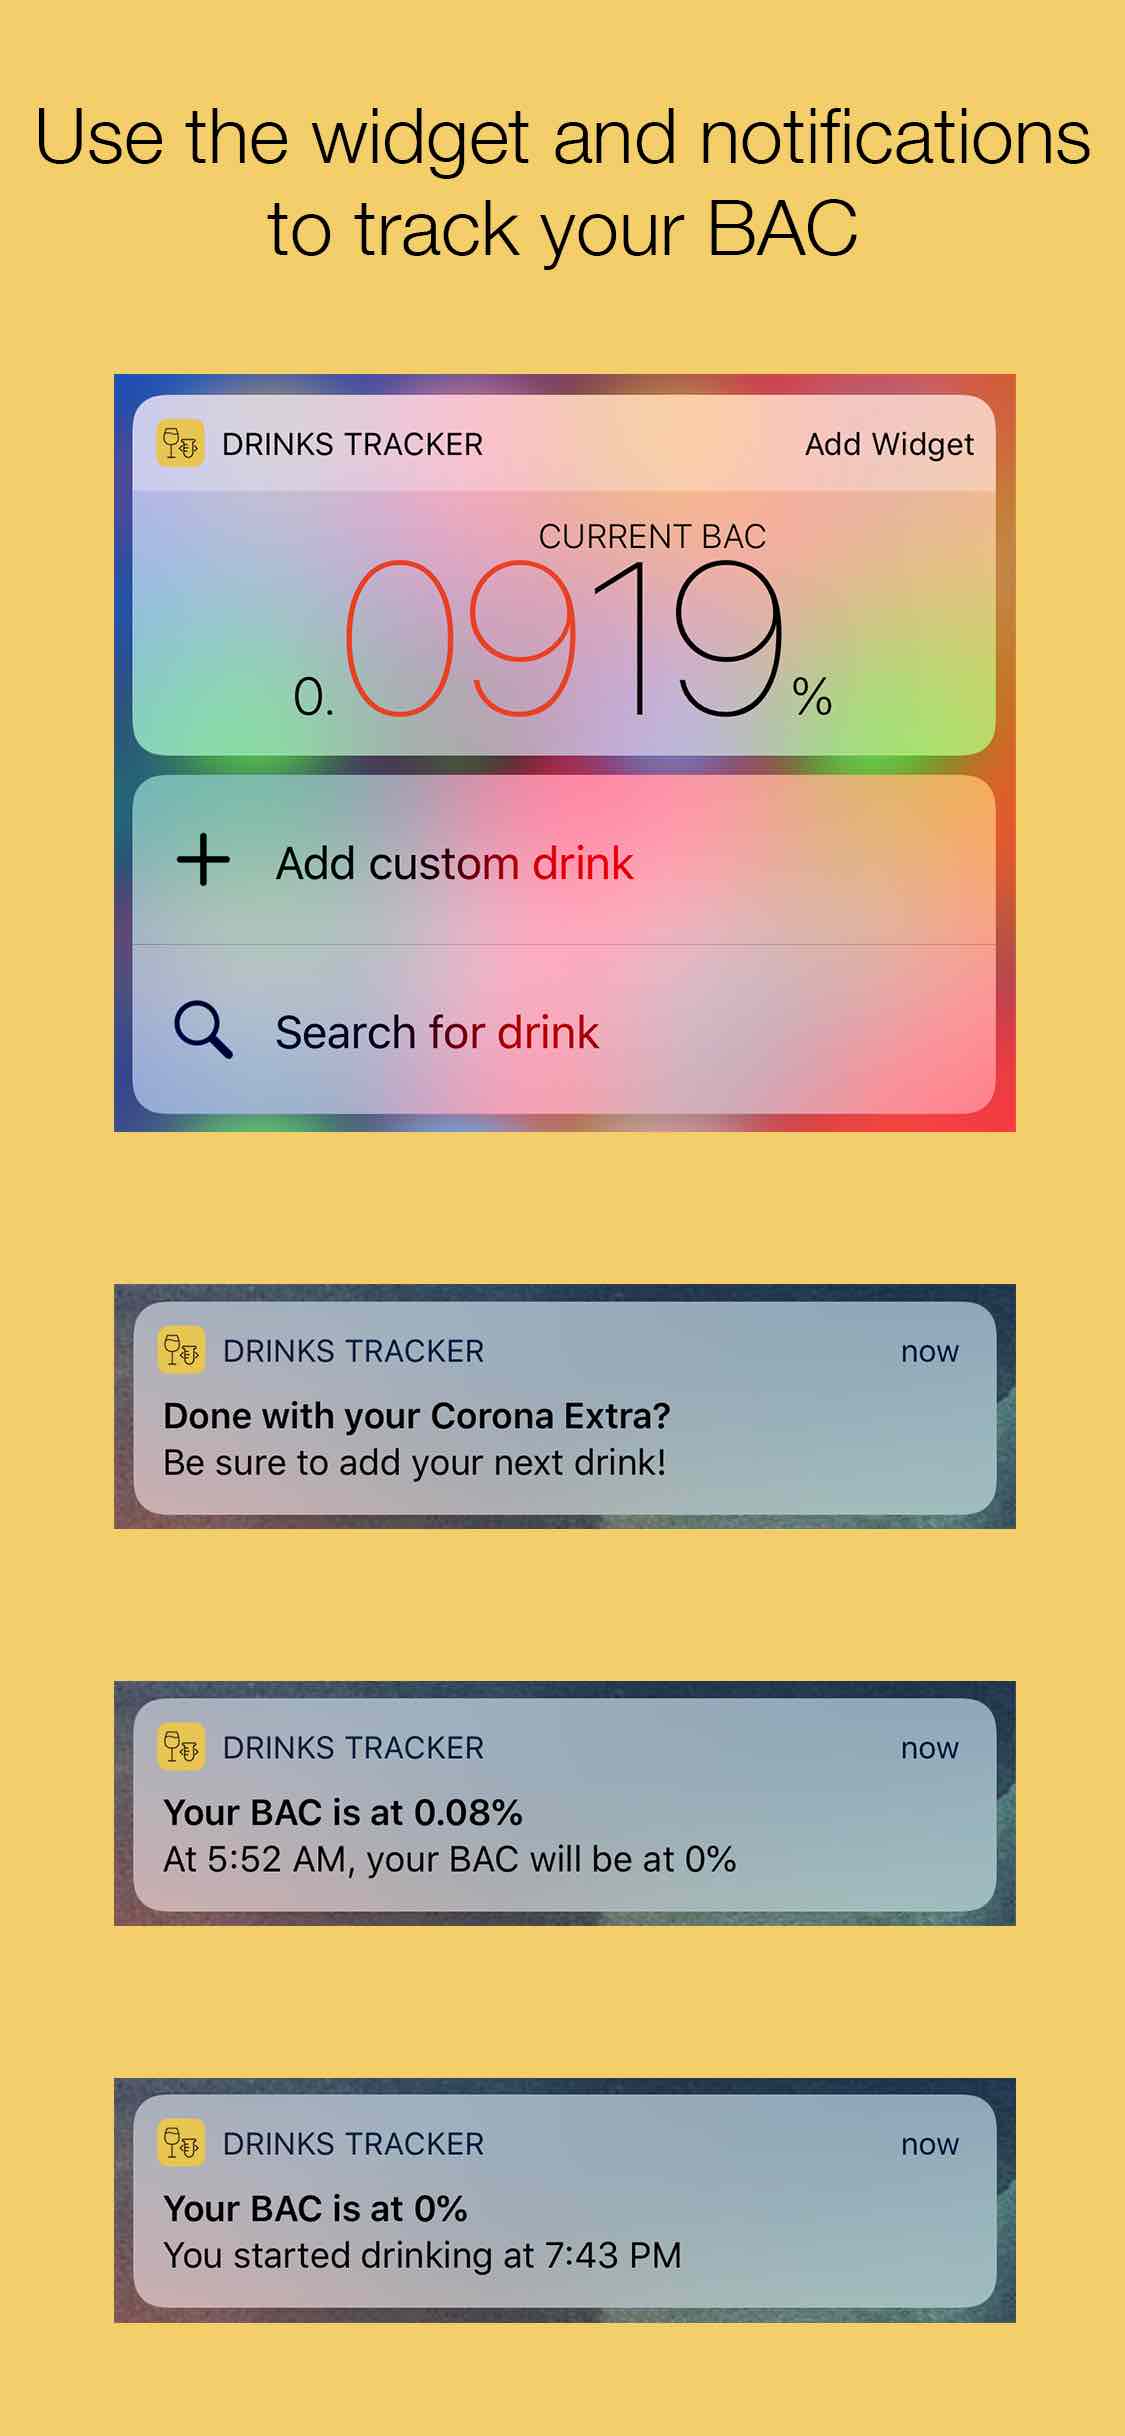 Use the widget and notifications
to track your BAC
DRINKS TRACKER Add Widget
CURRENT BAC
0.0919%
Add custom drink
Search for drink
DRINKS TRACKER now
Done with your Corona Extra?
Be sure to add your next drink!
DRINKS TRACKER now
Your BAC is at 0.08%
At 5:52 AM, your BAC will be at 0%
DRINKS TRACKER now
Your BAC is at 0%
You started drinking at 7:43 PM